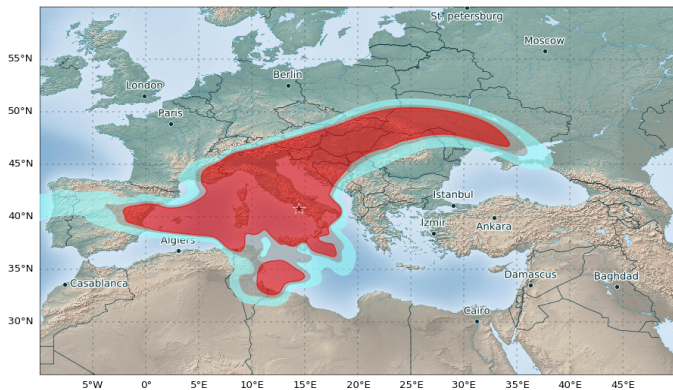 St. petersburg
55°N
Moscow
Berlin
London
50°N
Paris
45°N
Istanbul
40°N
Izmir
Ankara
Algiers
35°N
Casablanca
Damascus
Baghdad
30°N
Cairo
5°W 0° 5°E 10°E 15°E 20°E 25°E 30°E 35°E 40°E 45°E